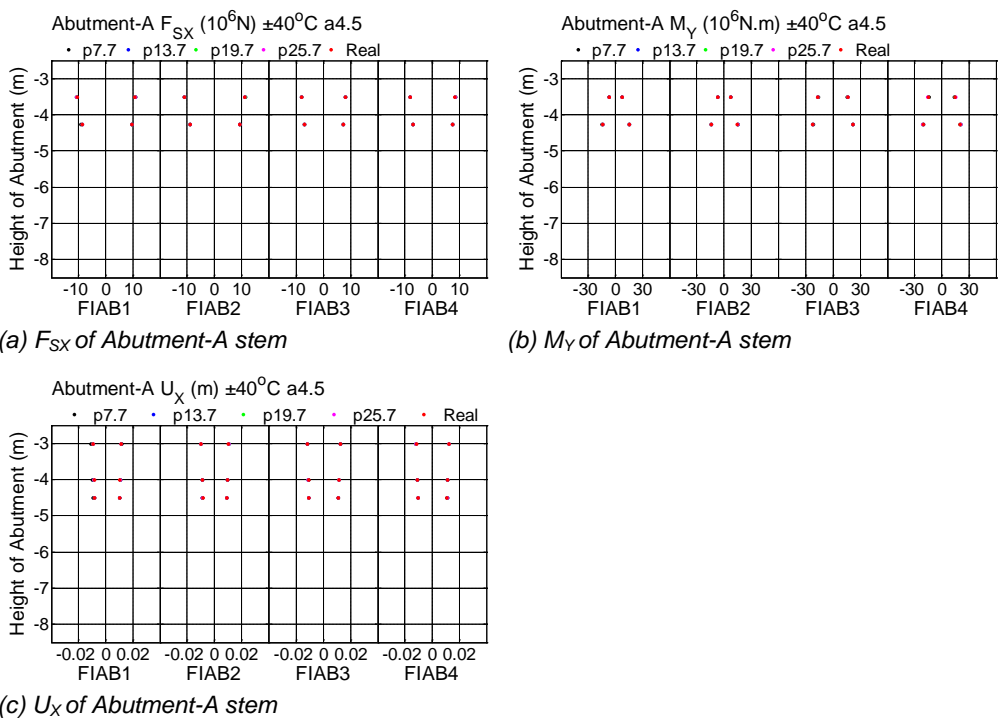 Abutment-A F_SX (10^6N) ±40°C a4.5
p7.7 p13.7 p19.7 p25.7 Real
Height of Abutment (m)
-3
-4
-5
-6
-7
-8
-10 0 10 -10 0 10 -10 0 10 -10 0 10
FIAB1 FIAB2 FIAB3 FIAB4
(a) F_SX of Abutment-A stem
Abutment-A M_Y (10^6N.m) ±40°C a4.5
p7.7 p13.7 p19.7 p25.7 Real
Height of Abutment (m)
-3
-4
-5
-6
-7
-8
-30 0 30 -30 0 30 -30 0 30 -30 0 30
FIAB1 FIAB2 FIAB3 FIAB4
(b) M_Y of Abutment-A stem
Abutment-A U_X (m) ±40°C a4.5
p7.7 p13.7 p19.7 p25.7 Real
Height of Abutment (m)
-3
-4
-5
-6
-7
-8
-0.02 0 0.02 -0.02 0 0.02 -0.02 0 0.02 -0.02 0 0.02
FIAB1 FIAB2 FIAB3 FIAB4
(c) U_X of Abutment-A stem